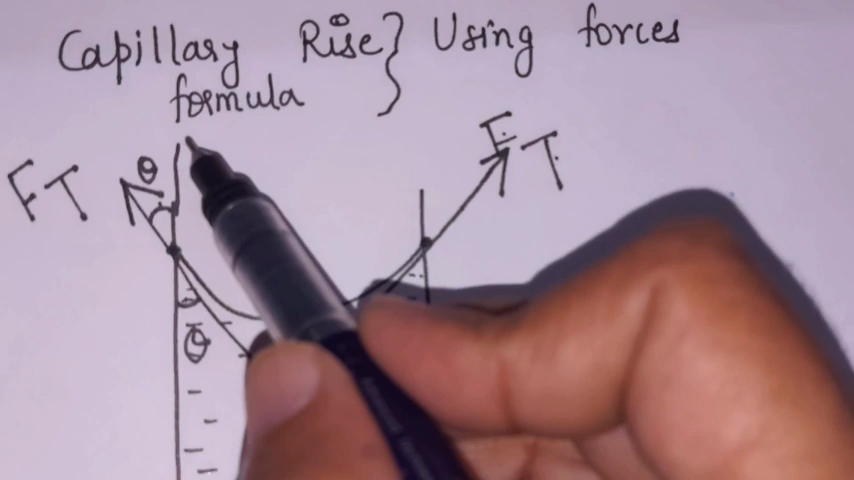 Capillary Rise } Using forces
formula
FT θ FT
θ